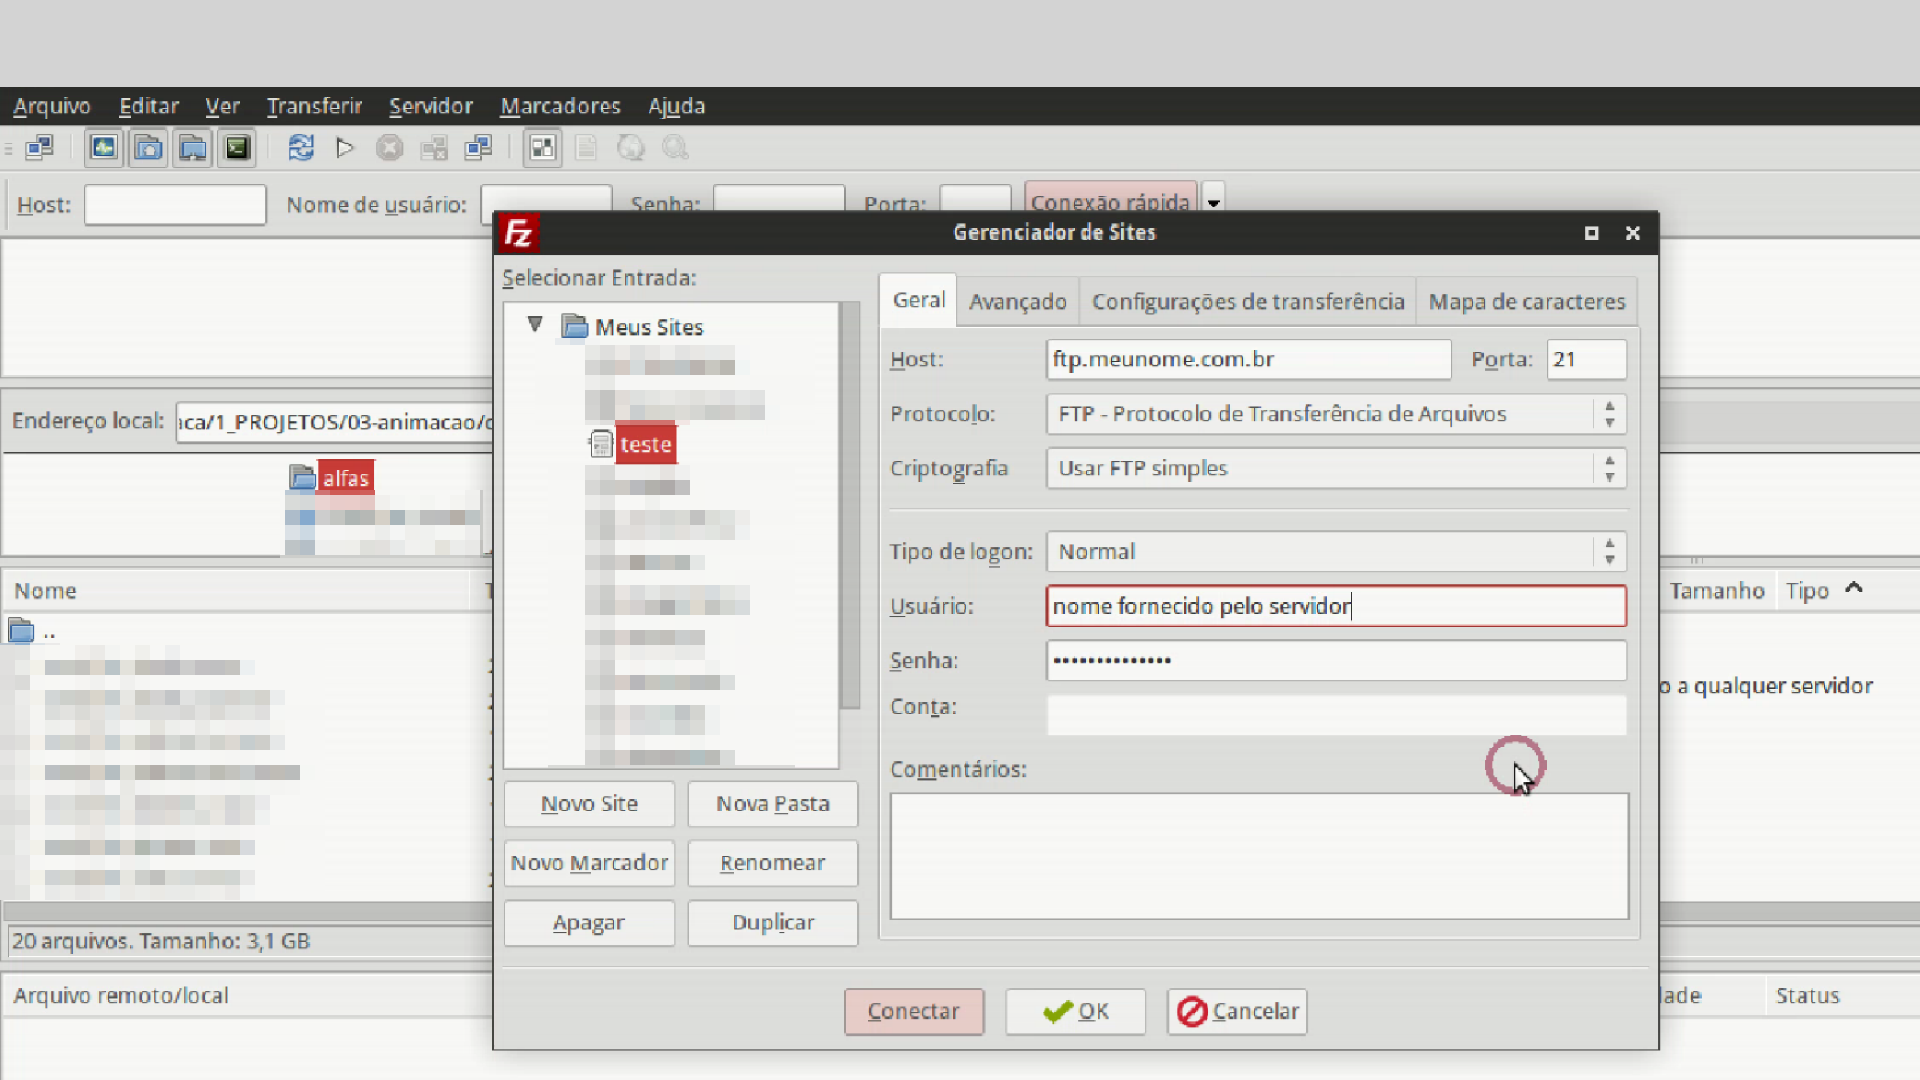 Arquivo Editar Ver Transferir Servidor Marcadores Ajuda
Host: Nome de usuário: Senha: Porta: Conexão rápida
Fz Gerenciador de Sites
Selecionar Entrada:
Meus Sites
teste
Geral Avançado Configurações de transferência Mapa de caracteres
Host: ftp.meunome.com.br Porta: 21
Protocolo: FTP - Protocolo de Transferência de Arquivos
Criptografia Usar FTP simples
Tipo de logon: Normal
Usuário: nome fornecido pelo servidor
Senha: ••••••••••••••
Conta:
Comentários:
Novo Site Nova Pasta
Novo Marcador Renomear
Apagar Duplicar
Conectar OK Cancelar
Endereço local: /1_PROJETOS/03-animacao/
alfas
Nome
..
Tamanho Tipo
a qualquer servidor
20 arquivos. Tamanho: 3,1 GB
Arquivo remoto/local
Status